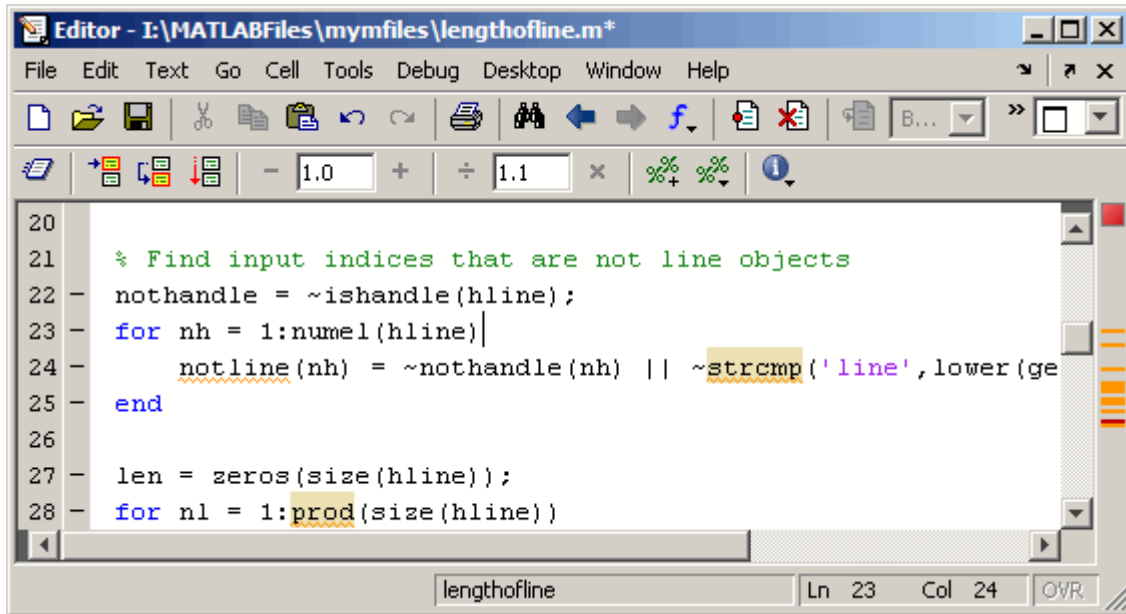 Editor - I:\MATLABFiles\mymfiles\lengthofline.m*
File Edit Text Go Cell Tools Debug Desktop Window Help
B...
1.0 1.1
20
21 % Find input indices that are not line objects
22 - nothandle = ~ishandle(hline);
23 - for nh = 1:numel(hline)
24 - notline(nh) = ~nothandle(nh) || ~strcmp('line',lower(ge
25 - end
26
27 - len = zeros(size(hline));
28 - for nl = 1:prod(size(hline))
lengthofline Ln 23 Col 24 OVR